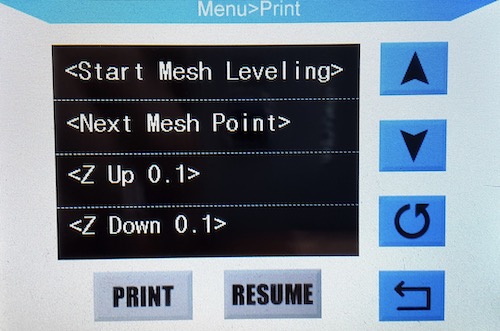 Menu>Print
<Start Mesh Leveling>
<Next Mesh Point>
<Z Up 0.1>
<Z Down 0.1>
PRINT
RESUME